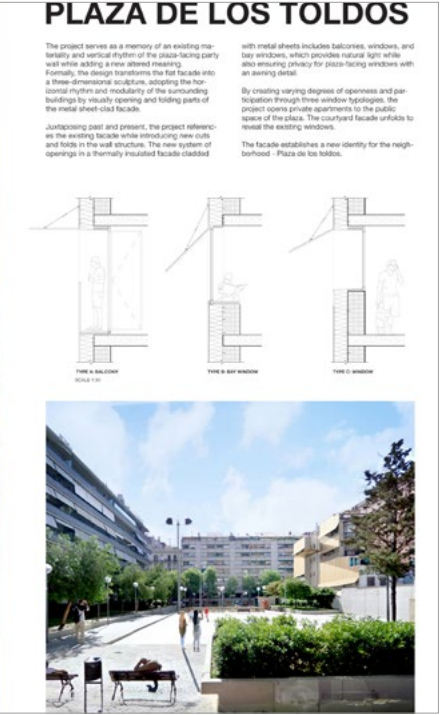 PLAZA DE LOS TOLDOS
The project serves as a memory of an existing ma-
teriality and vertical rhythm of the plaza-facing party
wall while adding a new altered meaning.
Formally, the design transforms the flat facade into
a three-dimensional sculpture, adopting the hor-
izontal rhythm and modularity of the surrounding
buildings by visually opening and folding parts of
the metal sheet-clad facade.
Juxtaposing past and present, the project referenc-
es the existing facade while introducing new cuts
and folds in the wall structure. The new system of
openings in a thermally insulated facade cladded
with metal sheets includes balconies, windows, and
bay windows, which provides natural light while
also ensuring privacy for plaza-facing windows with
an awning detail.
By creating varying degrees of openness and par-
ticipation through three window typologies, the
project opens private apartments to the public
space of the plaza. The courtyard facade unfolds to
reveal the existing windows.
The facade establishes a new identity for the neigh-
borhood - Plaza de los toldos.
TYPE A: BALCONY
SCALE
TYPE B: BAY WINDOW
TYPE C: WINDOW